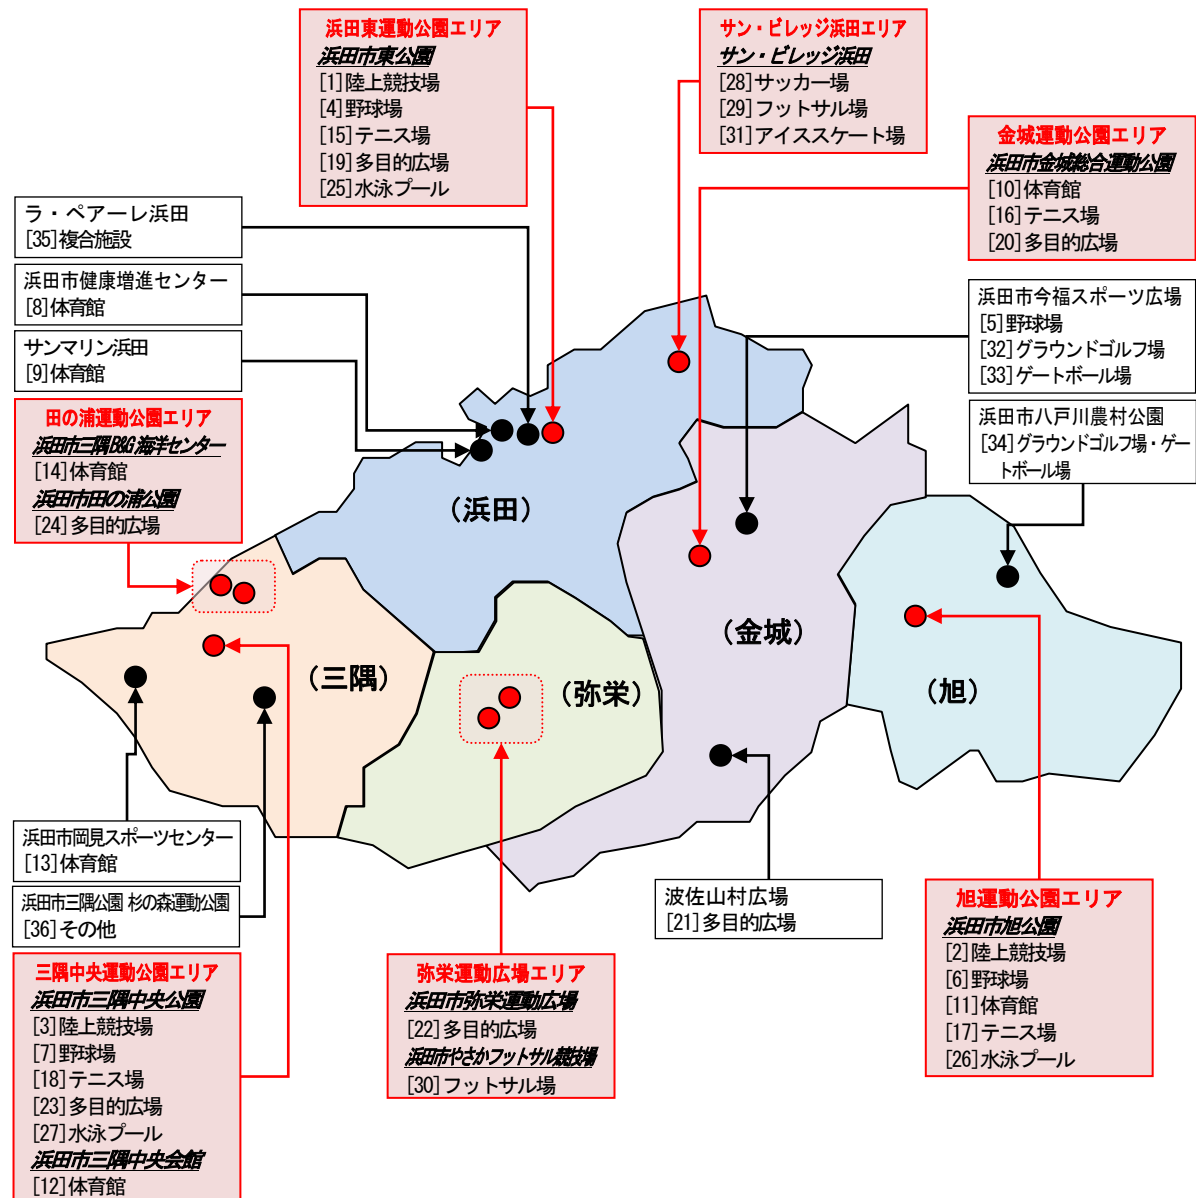 浜田東運動公園エリア
浜田市東公園
[1]陸上競技場
[4]野球場
[15]テニス場
[19]多目的広場
[25]水泳プール
サン・ビレッジ浜田エリア
サン・ビレッジ浜田
[28]サッカー場
[29]フットサル場
[31]アイススケート場
金城運動公園エリア
浜田市金城総合運動公園
[10]体育館
[16]テニス場
[20]多目的広場
ラ・ペアーレ浜田
[35]複合施設
浜田市健康増進センター
[8]体育館
サンマリン浜田
[9]体育館
田の浦運動公園エリア
浜田市三隅B&G海洋センター
[14]体育館
浜田市田の浦公園
[24]多目的広場
浜田市今福スポーツ広場
[5]野球場
[32]グラウンドゴルフ場
[33]ゲートボール場
浜田市八戸川農村公園
[34]グラウンドゴルフ場・ゲー
トボール場
（浜田）
（金城）
（三隅）
（弥栄）
（旭）
浜田市岡見スポーツセンター
[13]体育館
浜田市三隅公園 杉の森運動公園
[36]その他
三隅中央運動公園エリア
浜田市三隅中央公園
[3]陸上競技場
[7]野球場
[18]テニス場
[23]多目的広場
[27]水泳プール
浜田市三隅中央会館
[12]体育館
弥栄運動広場エリア
浜田市弥栄運動広場
[22]多目的広場
浜田市やさかフットサル競技場
[30]フットサル場
波佐山村広場
[21]多目的広場
旭運動公園エリア
浜田市旭公園
[2]陸上競技場
[6]野球場
[11]体育館
[17]テニス場
[26]水泳プール